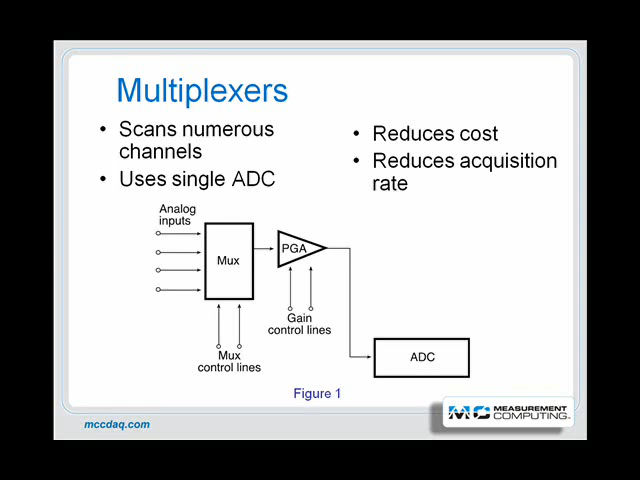 Multiplexers
• Scans numerous
channels
• Uses single ADC
• Reduces cost
• Reduces acquisition
rate
Analog
inputs
Mux
PGA
Gain
control lines
Mux
control lines
ADC
Figure 1
mccdaq.com
MC MEASUREMENT
COMPUTING